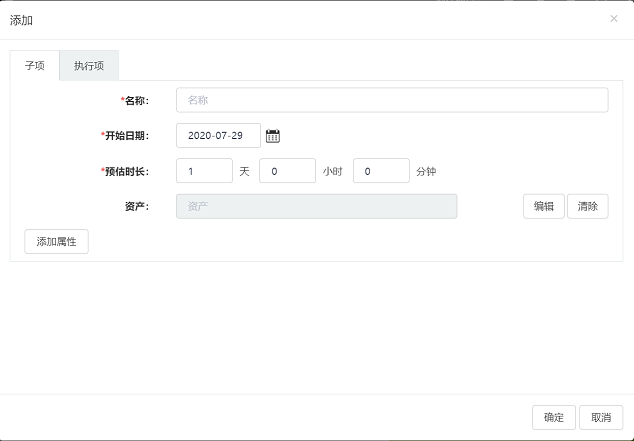 添加 ×
子项 执行项
*名称： 名称
*开始日期： 2020-07-29
*预估时长： 1 天 0 小时 0 分钟
资产： 资产 编辑 清除
添加属性
确定 取消